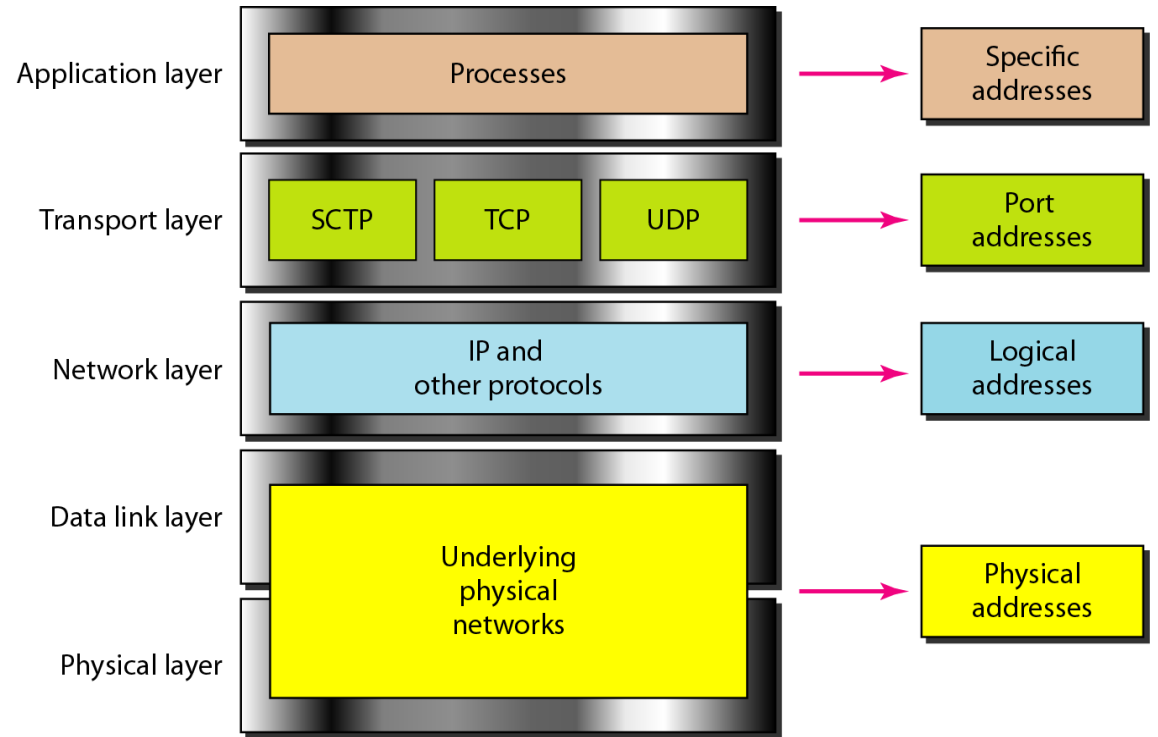 Application layer
Processes
Specific
addresses
Transport layer
SCTP
TCP
UDP
Port
addresses
Network layer
IP and
other protocols
Logical
addresses
Data link layer
Underlying
physical
networks
Physical
addresses
Physical layer